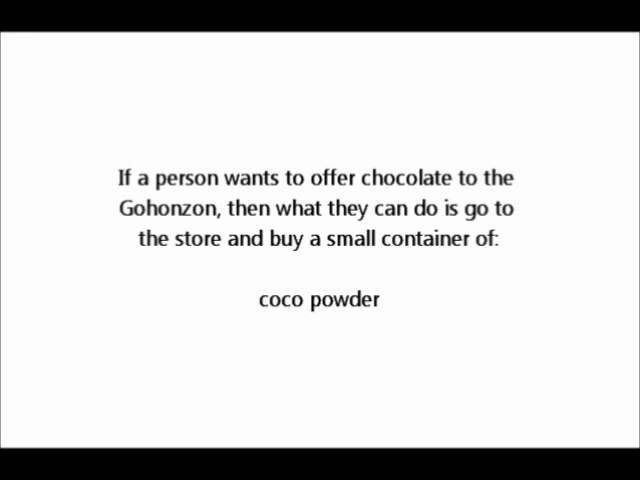 If a person wants to offer chocolate to the
Gohonzon, then what they can do is go to
the store and buy a small container of:
coco powder